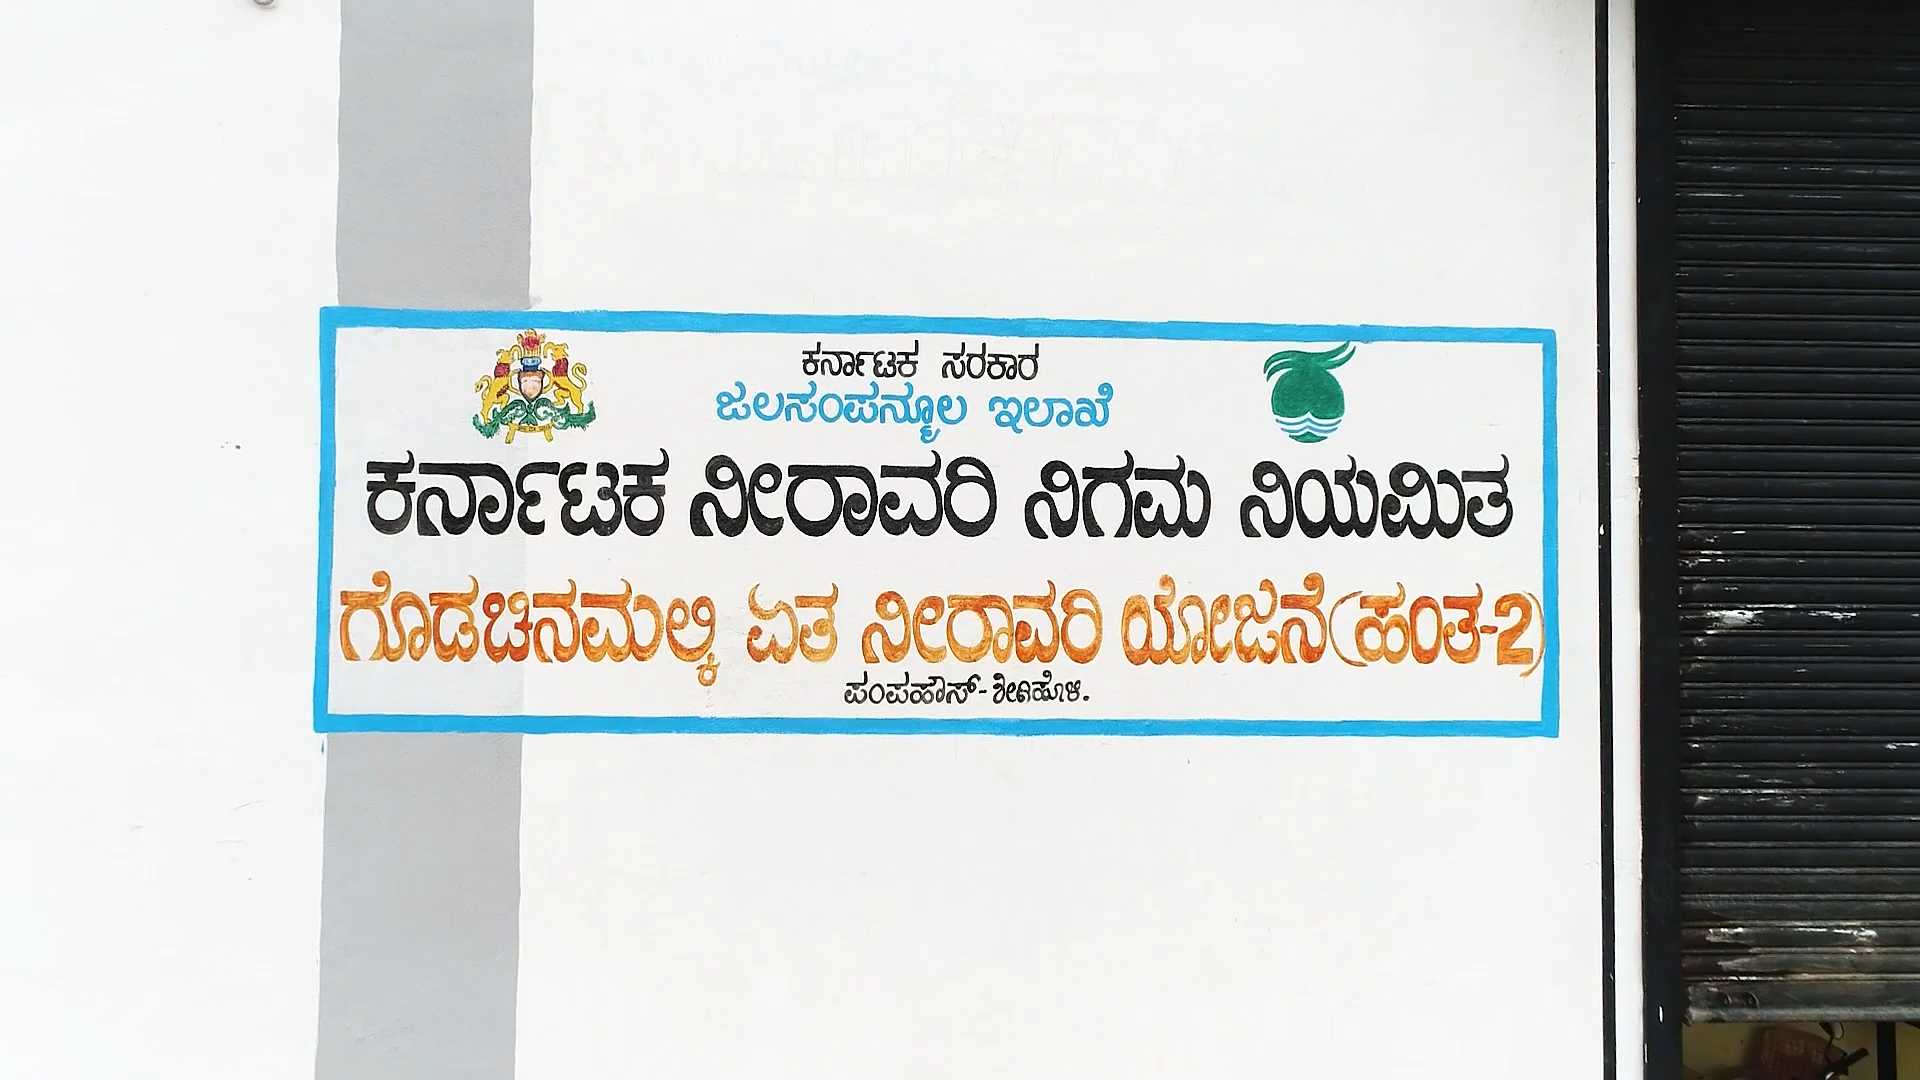 ಕರ್ನಾಟಕ ಸರಕಾರ
ಜಲಸಂಪನ್ಮೂಲ ಇಲಾಖೆ
ಕರ್ನಾಟಕ ನೀರಾವರಿ ನಿಗಮ ನಿಯಮಿತ
ಗೊಡಚಿನಮಲ್ಕಿ ಏತ ನೀರಾವರಿ ಯೋಜನೆ (ಹಂತ-2)
ಪಂಪಹೌಸ್-